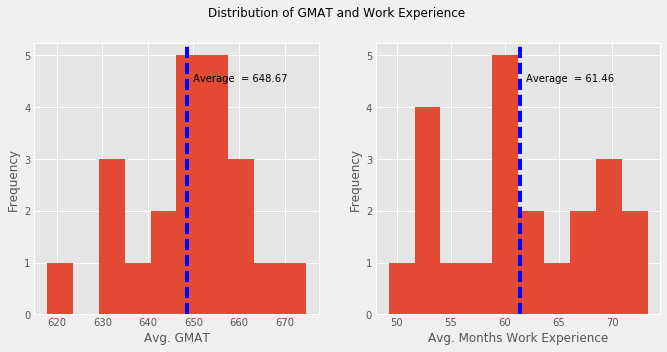 Distribution of GMAT and Work Experience
5
4
3
2
1
0
Frequency
Average  = 648.67
620 630 640 650 660 670
Avg. GMAT
5
4
3
2
1
0
Frequency
Average  = 61.46
50 55 60 65 70
Avg. Months Work Experience